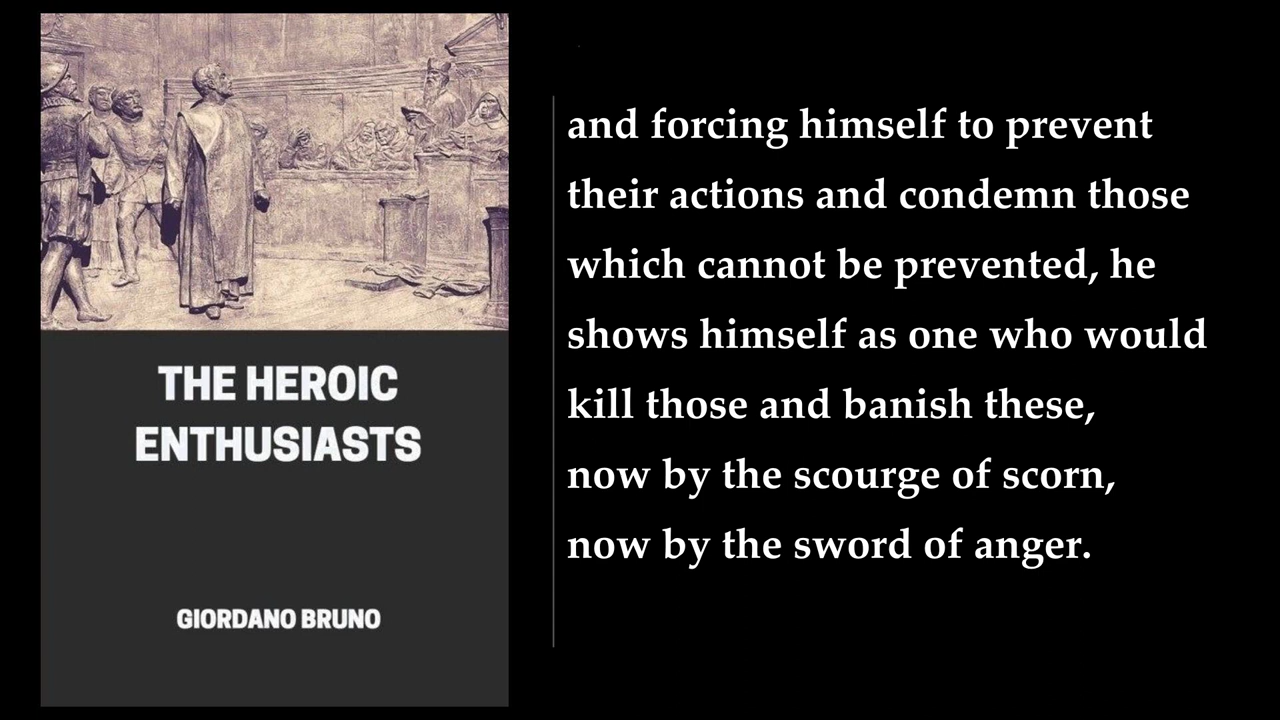 THE HEROIC
ENTHUSIASTS
GIORDANO BRUNO
and forcing himself to prevent
their actions and condemn those
which cannot be prevented, he
shows himself as one who would
kill those and banish these,
now by the scourge of scorn,
now by the sword of anger.